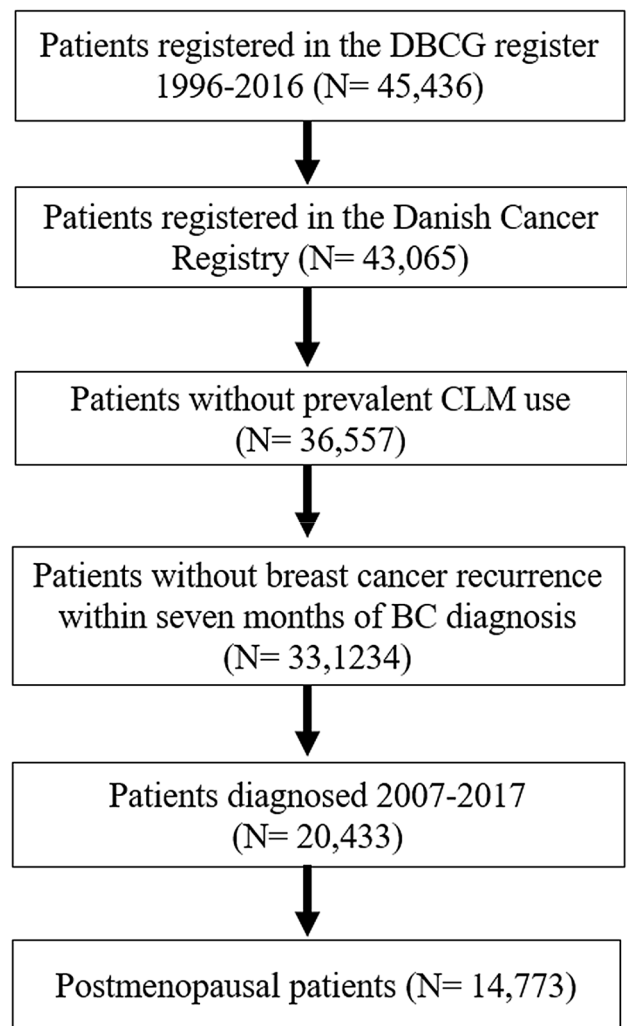 Patients registered in the DBCG register
1996-2016 (N= 45,436)
Patients registered in the Danish Cancer
Registry (N= 43,065)
Patients without prevalent CLM use
(N= 36,557)
Patients without breast cancer recurrence
within seven months of BC diagnosis
(N= 33,1234)
Patients diagnosed 2007-2017
(N= 20,433)
Postmenopausal patients (N= 14,773)